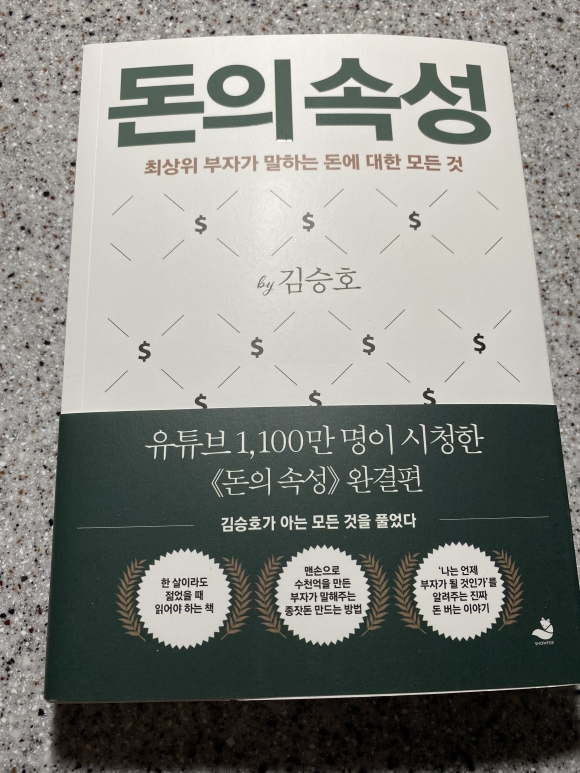 돈의 속성
최상위 부자가 말하는 돈에 대한 모든 것
$ $ $
by 김승호
$ $ $ $
$ $ $
유튜브 1,100만 명이 시청한
《돈의 속성》 완결편
김승호가 아는 모든 것을 풀었다
한 살이라도
젊었을 때
읽어야 하는 책
맨손으로
수천억을 만든
부자가 말해주는
종잣돈 만드는 방법
'나는 언제
부자가 될 것인가'를
알려주는 진짜
돈 버는 이야기
SNOWFOX